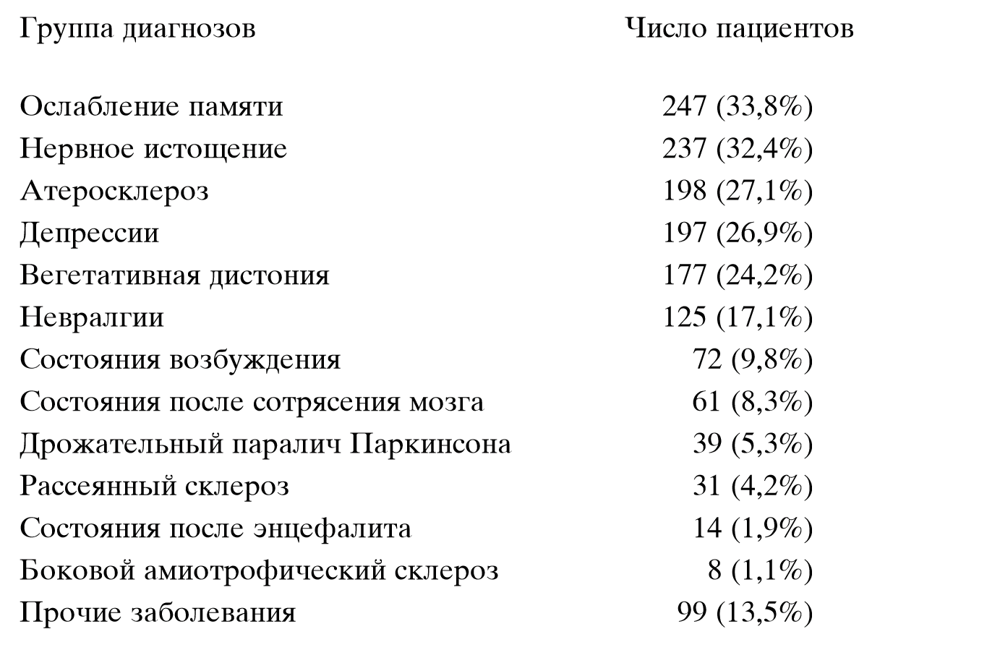 Группа диагнозов Число пациентов
Ослабление памяти 247 (33,8%)
Нервное истощение 237 (32,4%)
Атеросклероз 198 (27,1%)
Депрессии 197 (26,9%)
Вегетативная дистония 177 (24,2%)
Невралгии 125 (17,1%)
Состояния возбуждения 72 (9,8%)
Состояния после сотрясения мозга 61 (8,3%)
Дрожательный паралич Паркинсона 39 (5,3%)
Рассеянный склероз 31 (4,2%)
Состояния после энцефалита 14 (1,9%)
Боковой амиотрофический склероз 8 (1,1%)
Прочие заболевания 99 (13,5%)